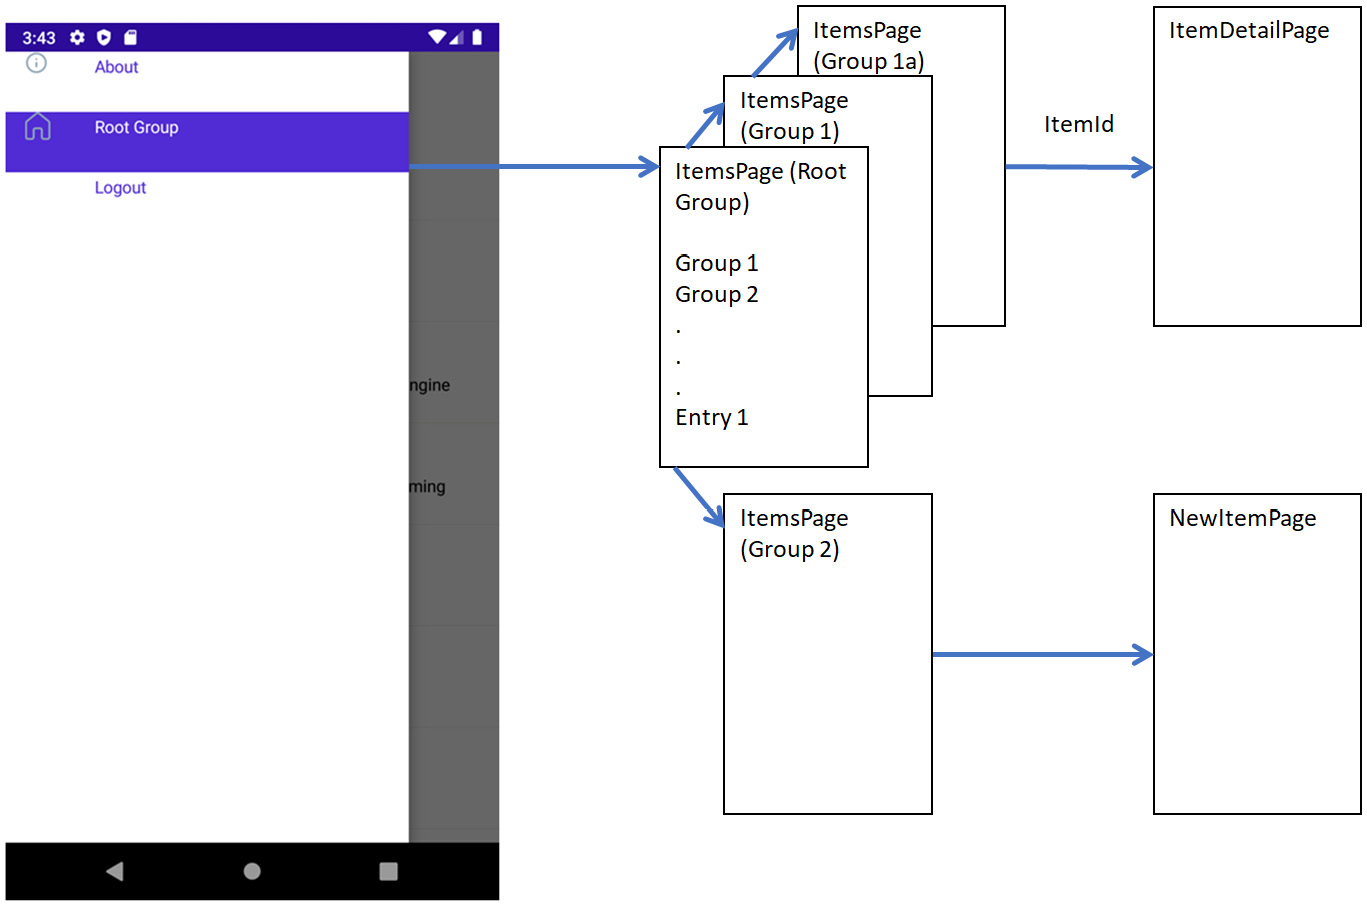 3:43
About
Root Group
Logout
ngine
ming
ItemsPage
(Group 1a)
ItemsPage
(Group 1)
ItemsPage (Root
Group)
Group 1
Group 2
.
.
.
Entry 1
ItemId
ItemDetailPage
ItemsPage
(Group 2)
NewItemPage